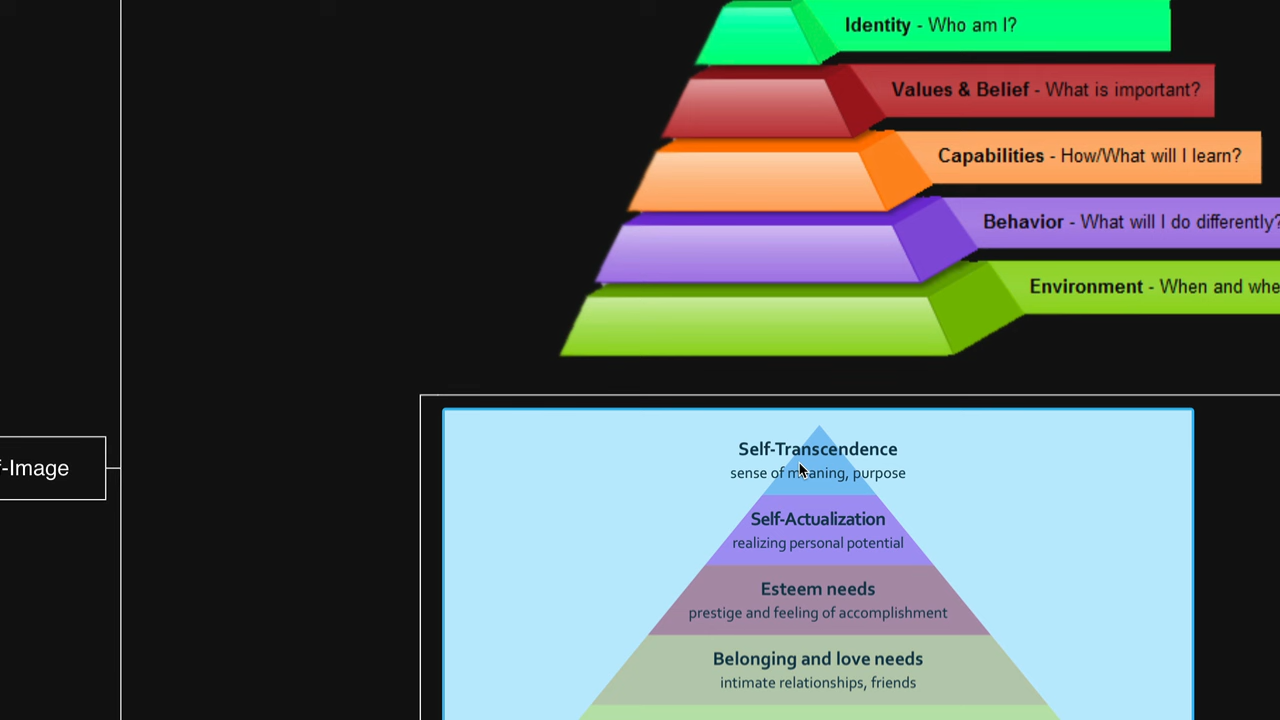 Identity - Who am I?
Values & Belief - What is important?
Capabilities - How/What will I learn?
Behavior - What will I do differently?
Environment - When and whe
f-Image
Self-Transcendence
sense of meaning, purpose
Self-Actualization
realizing personal potential
Esteem needs
prestige and feeling of accomplishment
Belonging and love needs
intimate relationships, friends